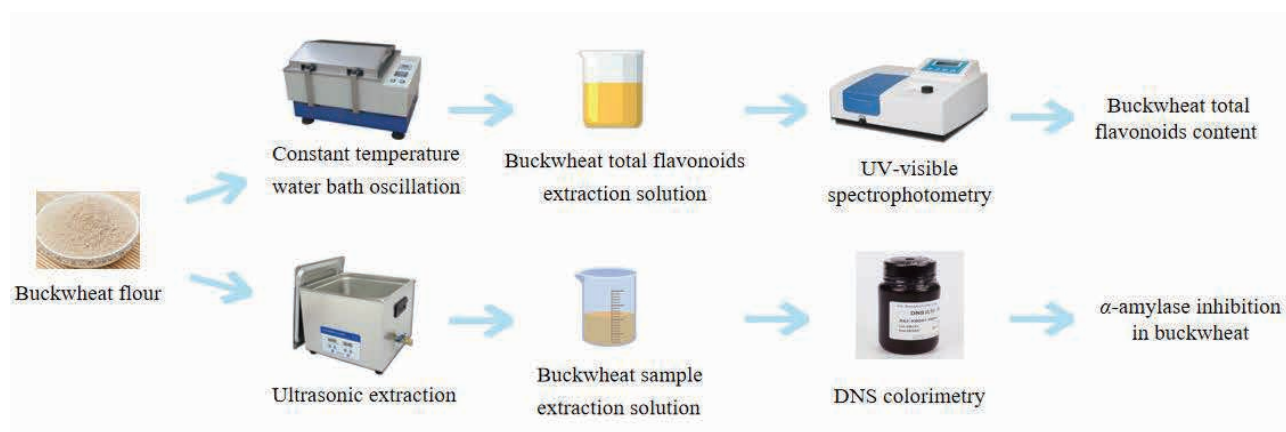 Constant temperature
water bath oscillation
Buckwheat total flavonoids
extraction solution
UV-visible
spectrophotometry
Buckwheat total
flavonoids content
Buckwheat flour
Ultrasonic extraction
Buckwheat sample
extraction solution
DNS
DNS colorimetry
α-amylase inhibition
in buckwheat